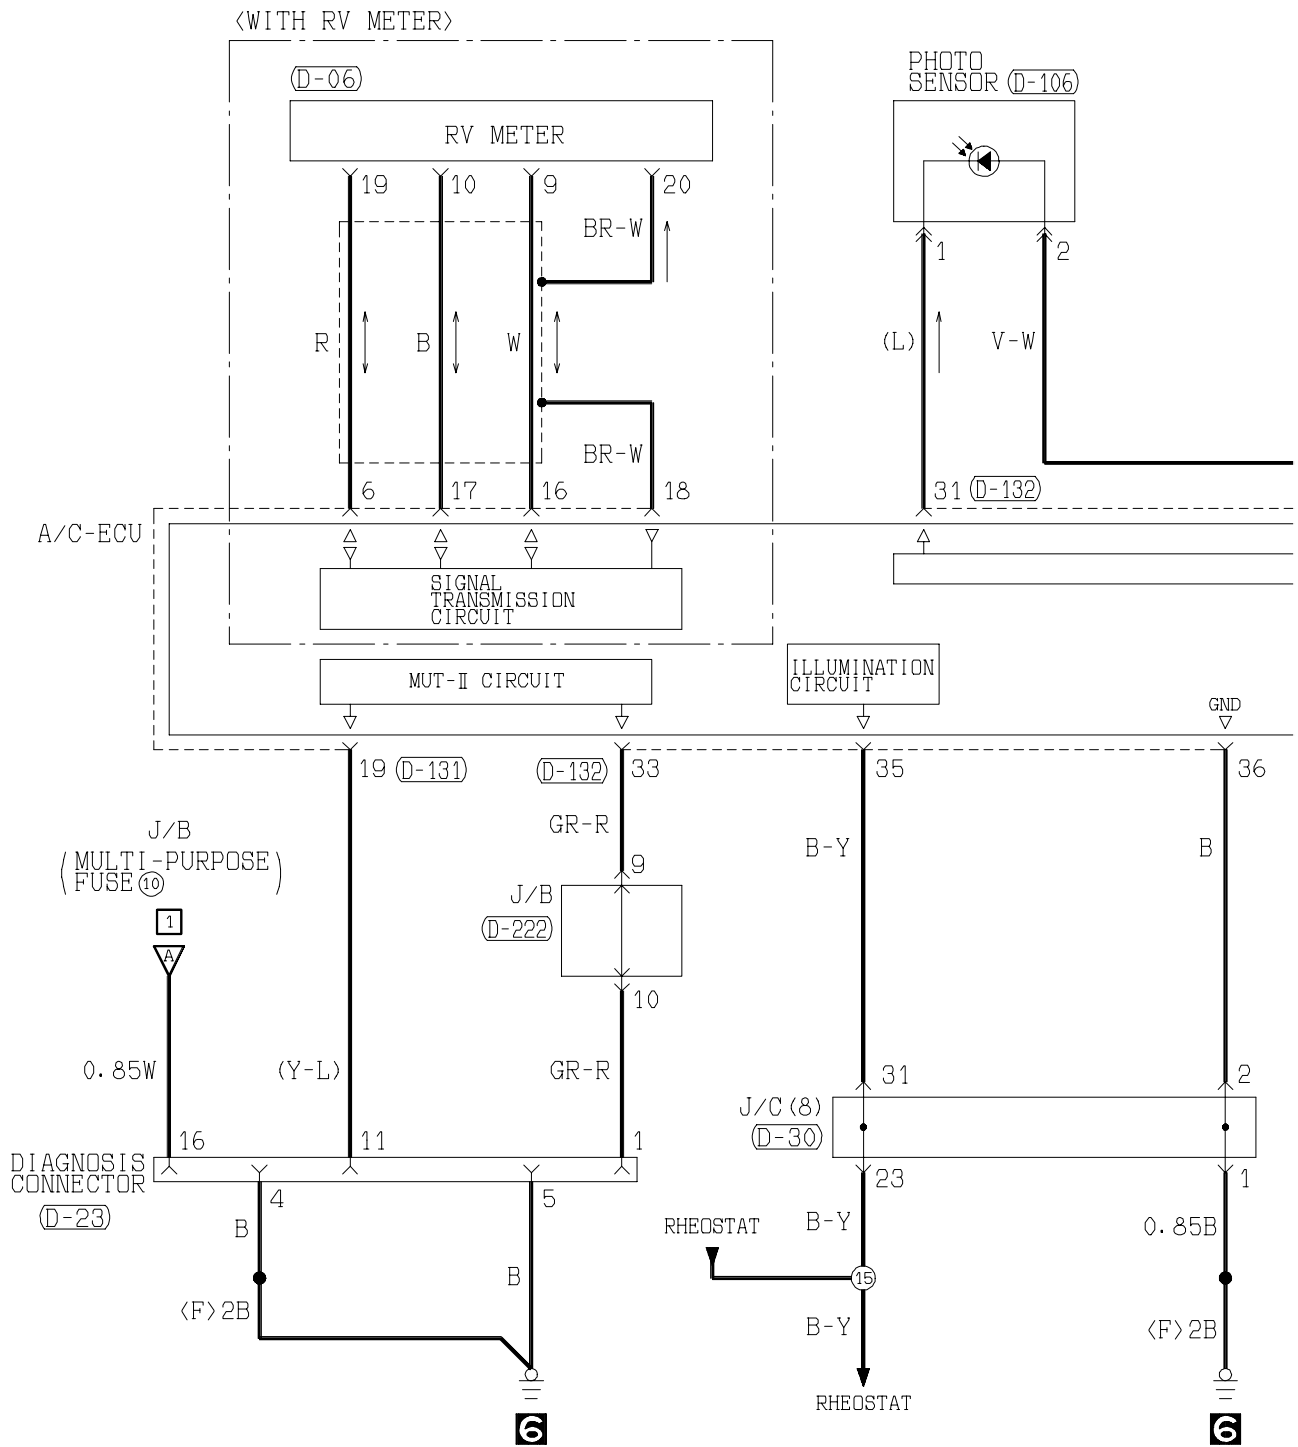 〈WITH RV METER〉
(D-06)
RV METER
19
10
9
20
BR-W
R
B
W
BR-W
6
17
16
18
PHOTO
SENSOR (D-106)
1
2
(L)
V-W
31 (D-132)
A/C-ECU
SIGNAL
TRANSMISSION
CIRCUIT
MUT-Ⅱ CIRCUIT
ILLUMINATION
CIRCUIT
GND
19 (D-131)
(D-132) 33
35
36
J/B
(MULTI-PURPOSE
FUSE⑩)
1
A
GR-R
B-Y
B
9
J/B
(D-222)
10
0.85W
(Y-L)
GR-R
31
2
J/C(8)
(D-30)
16
11
1
DIAGNOSIS
CONNECTOR
(D-23)
4
5
23
1
B
B
RHEOSTAT
B-Y
0.85B
15
〈F〉2B
B-Y
〈F〉2B
RHEOSTAT
6
6